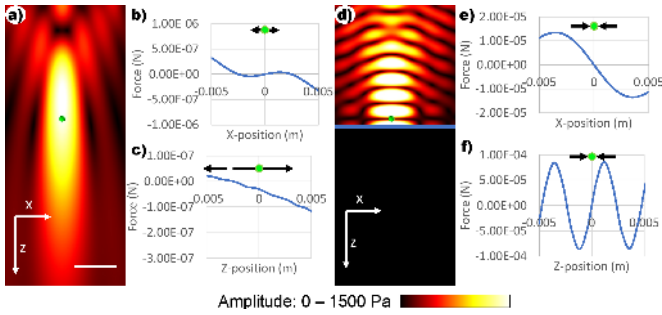 a)
x
z
b)
Force (N)
1.00E-06
5.00E-07
0.00E+00
-5.00E-07
-1.00E-06
-0.005
0
0.005
X-position (m)
c)
Force (N)
1.00E-07
0.00E+00
-1.00E-07
-2.00E-07
-3.00E-07
-0.005
0
0.005
Z-position (m)
d)
x
z
e)
Force (N)
2.00E-05
1.00E-05
0.00E+00
-1.00E-05
-2.00E-05
-0.005
0
0.005
X-position (m)
f)
Force (N)
1.00E-04
5.00E-05
0.00E+00
-5.00E-05
-1.00E-04
-0.005
0
0.005
Z-position (m)
Amplitude: 0 – 1500 Pa